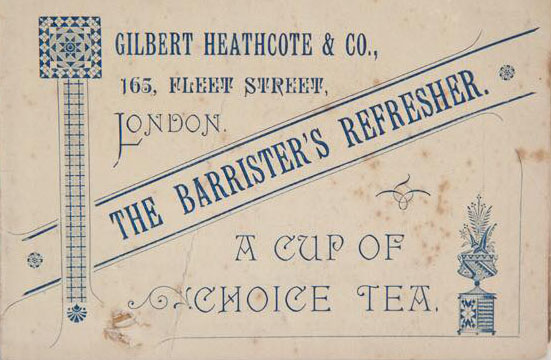 GILBERT HEATHCOTE & CO.,
163, FLEET STREET,
LONDON.
THE BARRISTER'S REFRESHER.
A CUP OF
CHOICE TEA.